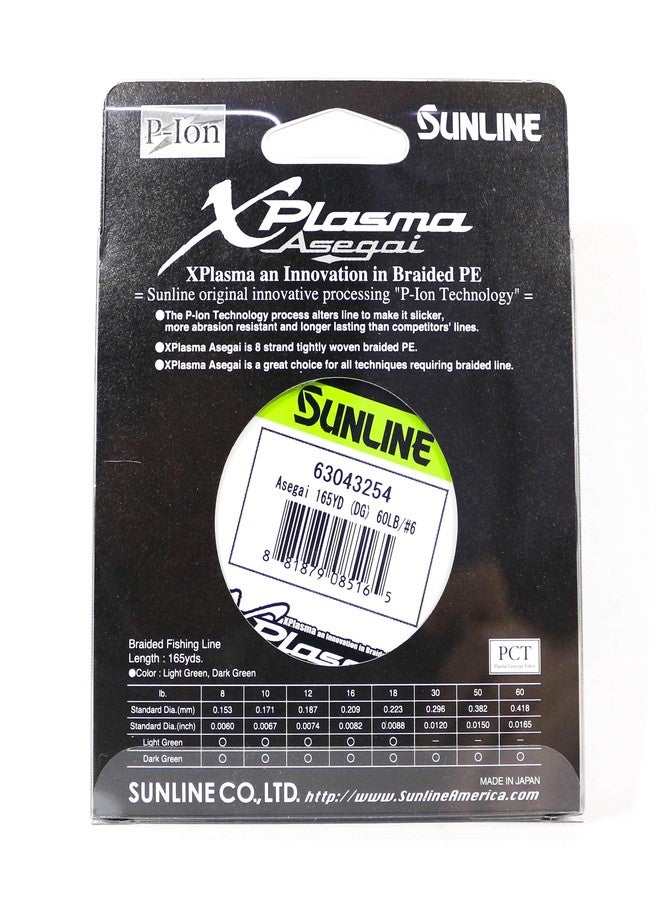 P-Ion
SUNLINE
XPlasma
Asegai
XPlasma an Innovation in Braided PE
= Sunline original innovative processing "P-Ion Technology" =
●The P-Ion Technology process alters line to make it slicker,
more abrasion resistant and longer lasting than competitors' lines.
●XPlasma Asegai is 8 strand tightly woven braided PE.
●XPlasma Asegai is a great choice for all techniques requiring braided line.
SUNLINE
63043254
Asegai 165YD (DG) 60LB/#6
8 81879 08516 5
XPlasma an Innovation in Braid
XPlasm
Braided Fishing Line
Length : 165yds.
●Color : Light Green, Dark Green
PCT
lb. 8 10 12 16 18 30 50 60
Standard Dia.(mm) 0.153 0.171 0.187 0.209 0.223 0.296 0.382 0.418
Standard Dia.(inch) 0.0060 0.0067 0.0074 0.0082 0.0088 0.0120 0.0150 0.0165
Light Green ○ ○ ○ ○ ○ — — —
Dark Green ○ ○ ○ ○ ○ ○ ○ ○
MADE IN JAPAN
SUNLINE CO.,LTD. http://www.SunlineAmerica.com